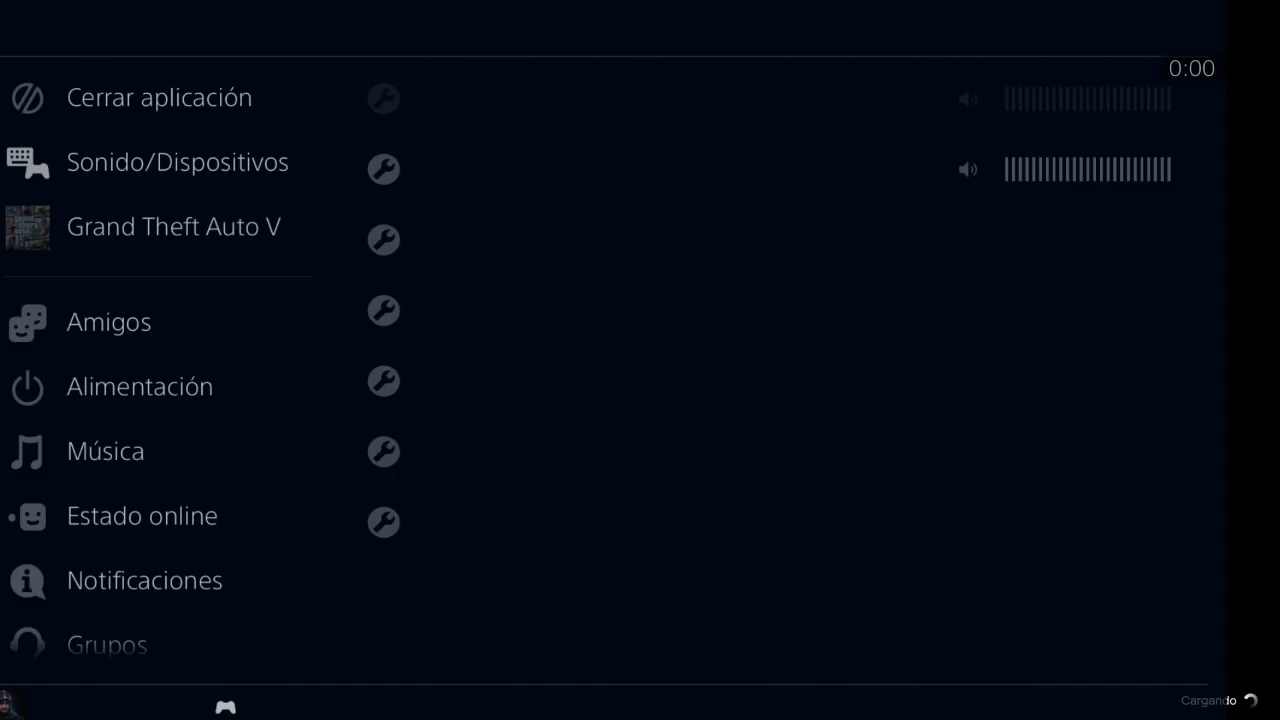 0:00
Cerrar aplicación
Sonido/Dispositivos
Grand Theft Auto V
Amigos
Alimentación
Música
Estado online
Notificaciones
Grupos
Cargando